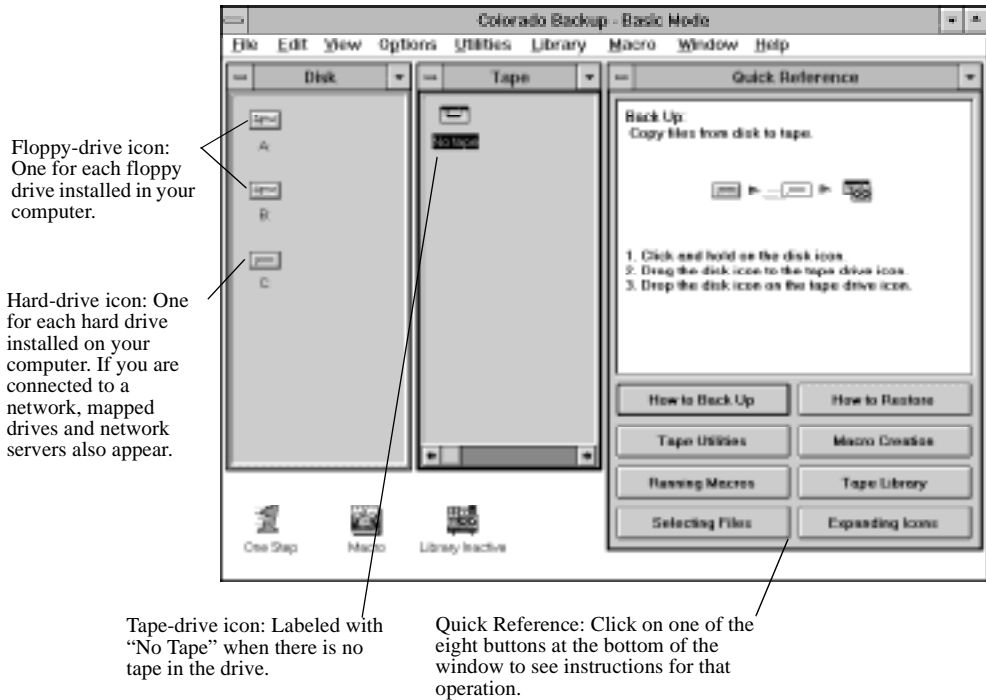 Colorado Backup - Basic Mode
File Edit View Options Utilities Library Macro Window Help
Disk
Tape
Quick Reference
A:
B:
C:
No tape
Back Up:
Copy files from disk to tape.
1. Click and hold on the disk icon.
2. Drag the disk icon to the tape drive icon.
3. Drop the disk icon on the tape drive icon.
How to Back Up
How to Restore
Tape Utilities
Macro Creation
Running Macros
Tape Library
Selecting Files
Expanding Icons
One Step
Macro
Library Inactive
Floppy-drive icon:
One for each floppy
drive installed in your
computer.
Hard-drive icon: One
for each hard drive
installed on your
computer. If you are
connected to a
network, mapped
drives and network
servers also appear.
Tape-drive icon: Labeled with
“No Tape” when there is no
tape in the drive.
Quick Reference: Click on one of the
eight buttons at the bottom of the
window to see instructions for that
operation.